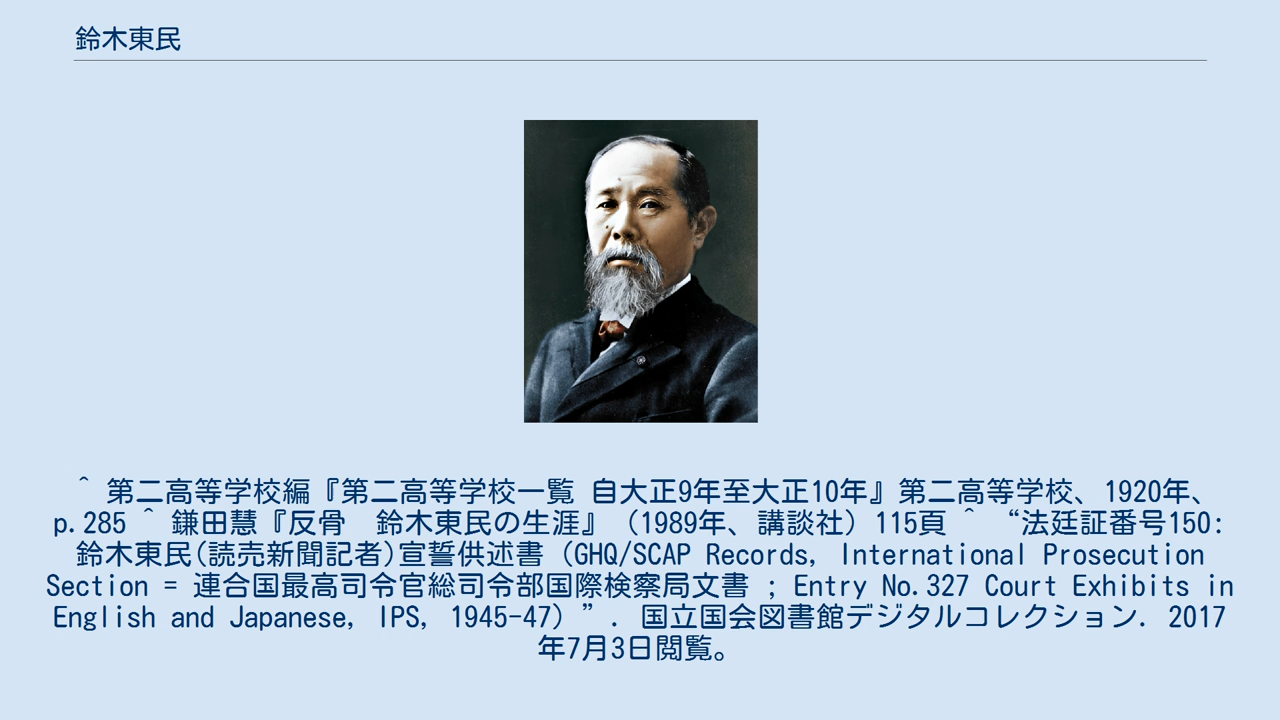 鈴木東民
^ 第二高等学校編『第二高等学校一覧 自大正9年至大正10年』第二高等学校、1920年、
p.285 ^ 鎌田慧『反骨　鈴木東民の生涯』（1989年、講談社）115頁 ^ “法廷証番号150:
鈴木東民(読売新聞記者)宣誓供述書 (GHQ/SCAP Records, International Prosecution
Section = 連合国最高司令官総司令部国際検察局文書 ; Entry No.327 Court Exhibits in
English and Japanese, IPS, 1945-47)”. 国立国会図書館デジタルコレクション. 2017
年7月3日閲覧。